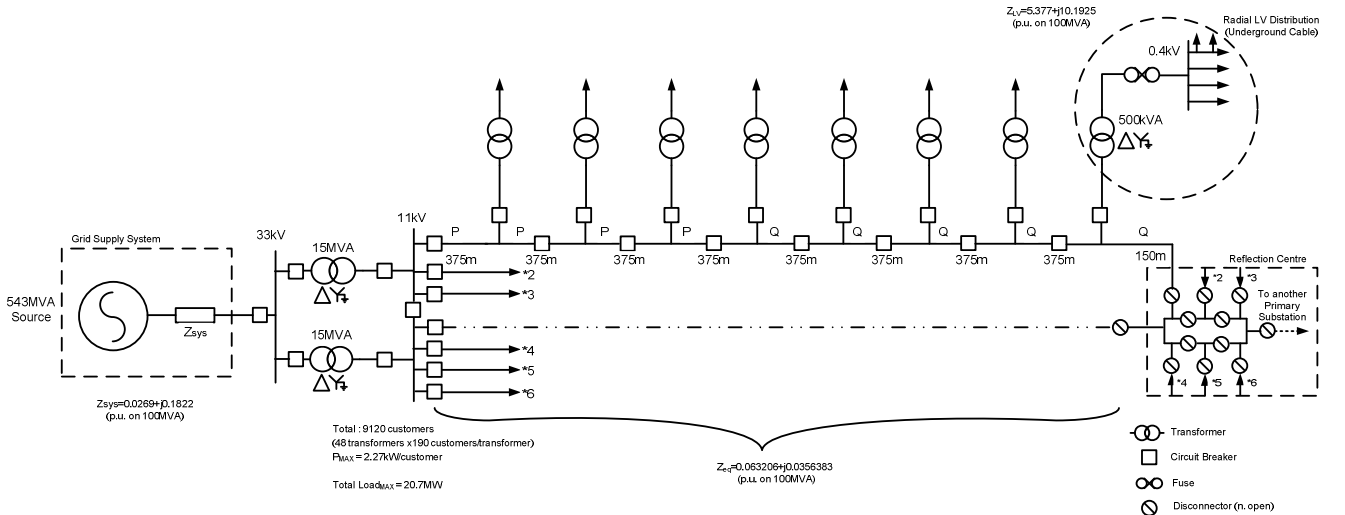 Z_LV=5.377+j10.1925
(p.u. on 100MVA)
Radial LV Distribution
(Underground Cable)
0.4kV
500kVA
Grid Supply System
33kV
11kV
15MVA
P
P
P
P
Q
Q
Q
Q
Q
375m
375m
375m
375m
375m
375m
375m
375m
150m
Reflection Centre
*2
*3
*2
*3
To another
Primary
Substation
543MVA
Source
Zsys
15MVA
*4
*5
*6
*4
*5
*6
Zsys=0.0269+j0.1822
(p.u. on 100MVA)
Total : 9120 customers
(48 transformers x190 customers/transformer)
P_MAX = 2.27kW/customer
Total Load_MAX = 20.7MW
Z_eq=0.063206+j0.0356383
(p.u. on 100MVA)
Transformer
Circuit Breaker
Fuse
Disconnector (n. open)